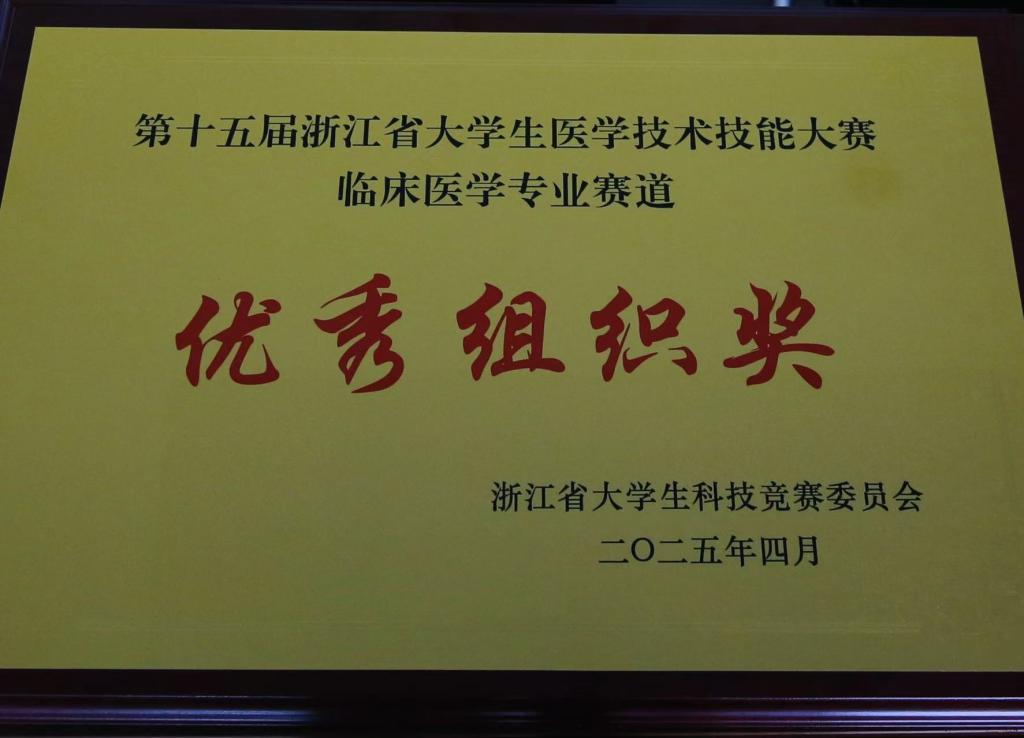 第十五届浙江省大学生医学技术技能大赛
临床医学专业赛道
优秀组织奖
浙江省大学生科技竞赛委员会
二〇二五年四月